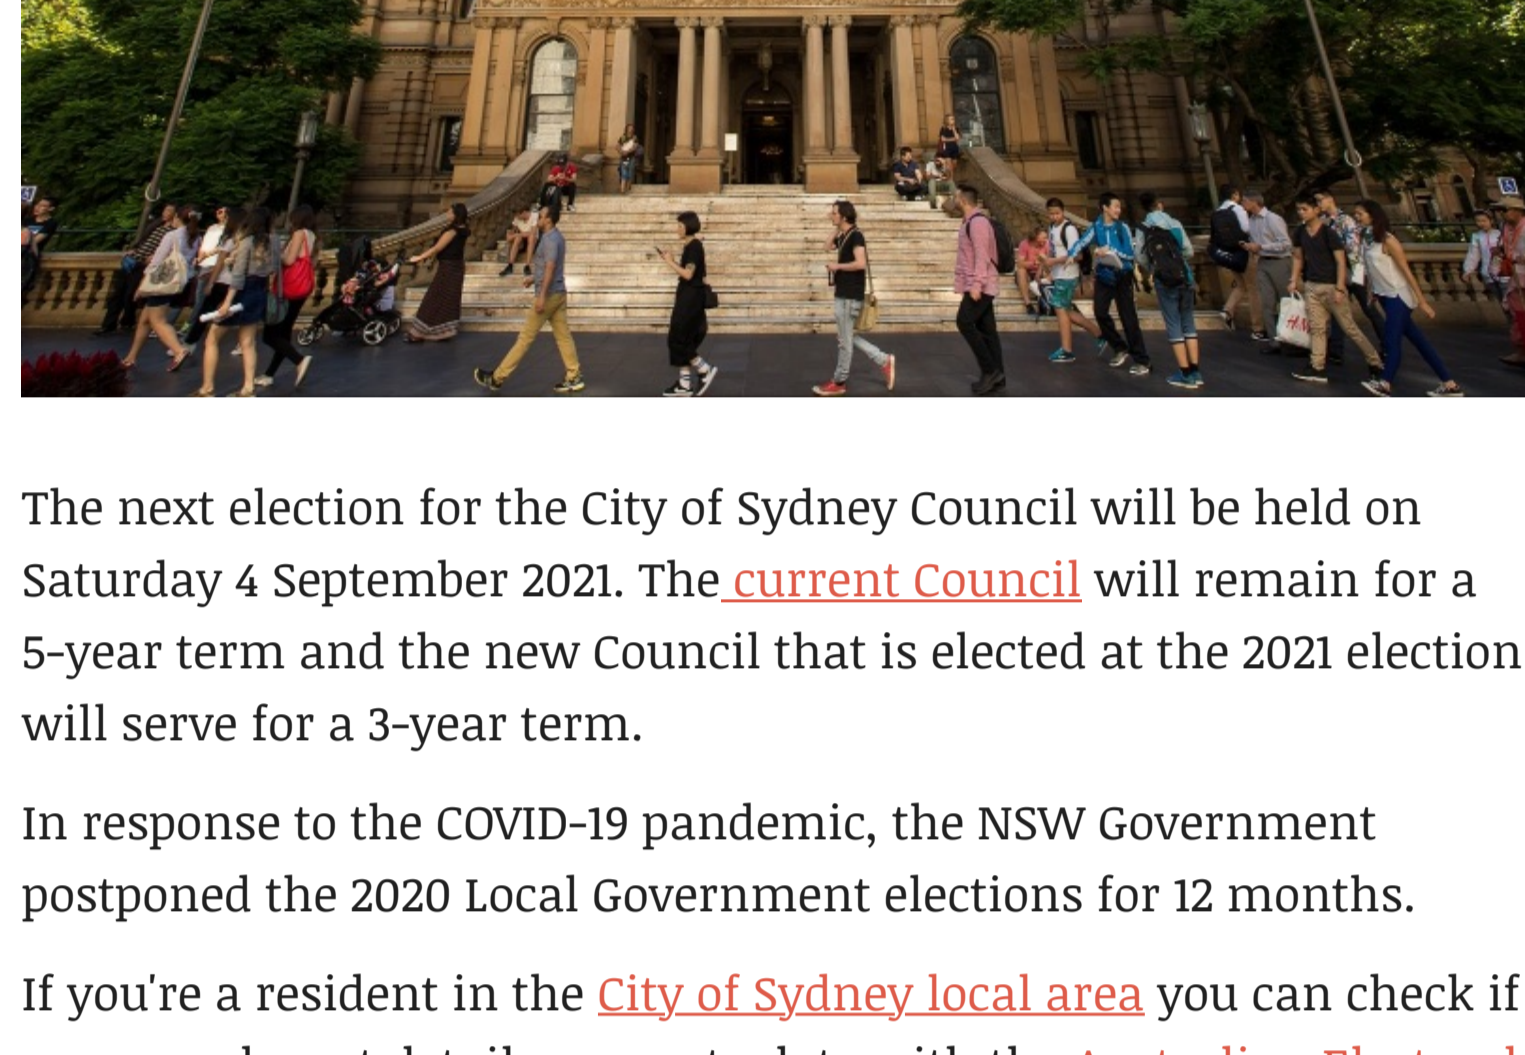 H&M
The next election for the City of Sydney Council will be held on
Saturday 4 September 2021. The current Council will remain for a
5-year term and the new Council that is elected at the 2021 election
will serve for a 3-year term.
In response to the COVID-19 pandemic, the NSW Government
postponed the 2020 Local Government elections for 12 months.
If you're a resident in the City of Sydney local area you can check if